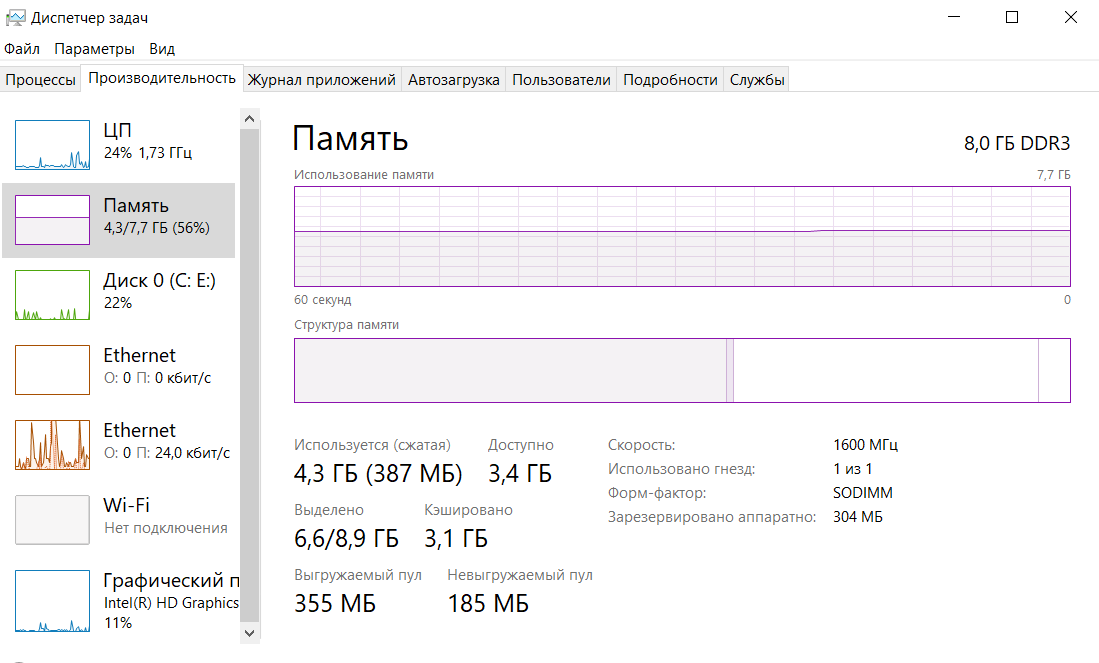 Диспетчер задач
Файл Параметры Вид
Процессы Производительность Журнал приложений Автозагрузка Пользователи Подробности Службы
ЦП
24% 1,73 ГГц
Память
4,3/7,7 ГБ (56%)
Диск 0 (C: E:)
22%
Ethernet
О: 0 П: 0 кбит/с
Ethernet
О: 0 П: 24,0 кбит/с
Wi-Fi
Нет подключения
Графический п
Intel(R) HD Graphics
11%
Память 8,0 ГБ DDR3
Использование памяти 7,7 ГБ
60 секунд 0
Структура памяти
Используется (сжатая) Доступно
4,3 ГБ (387 МБ) 3,4 ГБ
Выделено Кэшировано
6,6/8,9 ГБ 3,1 ГБ
Выгружаемый пул Невыгружаемый пул
355 МБ 185 МБ
Скорость: 1600 МГц
Использовано гнезд: 1 из 1
Форм-фактор: SODIMM
Зарезервировано аппаратно: 304 МБ